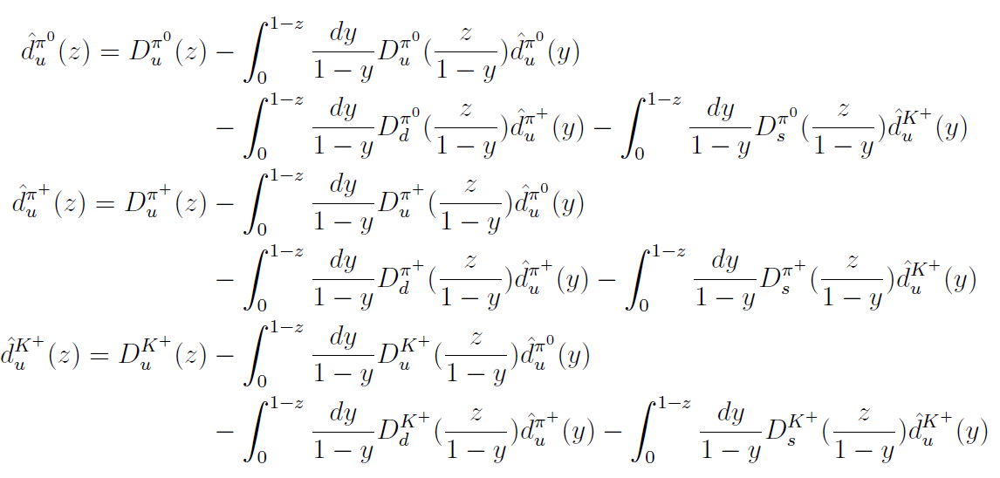 $\hat{d}_u^{\pi^0}(z) = D_u^{\pi^0}(z) - \int_0^{1-z} \frac{dy}{1-y} D_u^{\pi^0}(\frac{z}{1-y}) \hat{d}_u^{\pi^0}(y)$
$- \int_0^{1-z} \frac{dy}{1-y} D_d^{\pi^0}(\frac{z}{1-y}) \hat{d}_u^{\pi^+}(y) - \int_0^{1-z} \frac{dy}{1-y} D_s^{\pi^0}(\frac{z}{1-y}) \hat{d}_u^{K^+}(y)$
$\hat{d}_u^{\pi^+}(z) = D_u^{\pi^+}(z) - \int_0^{1-z} \frac{dy}{1-y} D_u^{\pi^+}(\frac{z}{1-y}) \hat{d}_u^{\pi^0}(y)$
$- \int_0^{1-z} \frac{dy}{1-y} D_d^{\pi^+}(\frac{z}{1-y}) \hat{d}_u^{\pi^+}(y) - \int_0^{1-z} \frac{dy}{1-y} D_s^{\pi^+}(\frac{z}{1-y}) \hat{d}_u^{K^+}(y)$
$\hat{d}_u^{K^+}(z) = D_u^{K^+}(z) - \int_0^{1-z} \frac{dy}{1-y} D_u^{K^+}(\frac{z}{1-y}) \hat{d}_u^{\pi^0}(y)$
$- \int_0^{1-z} \frac{dy}{1-y} D_d^{K^+}(\frac{z}{1-y}) \hat{d}_u^{\pi^+}(y) - \int_0^{1-z} \frac{dy}{1-y} D_s^{K^+}(\frac{z}{1-y}) \hat{d}_u^{K^+}(y)$